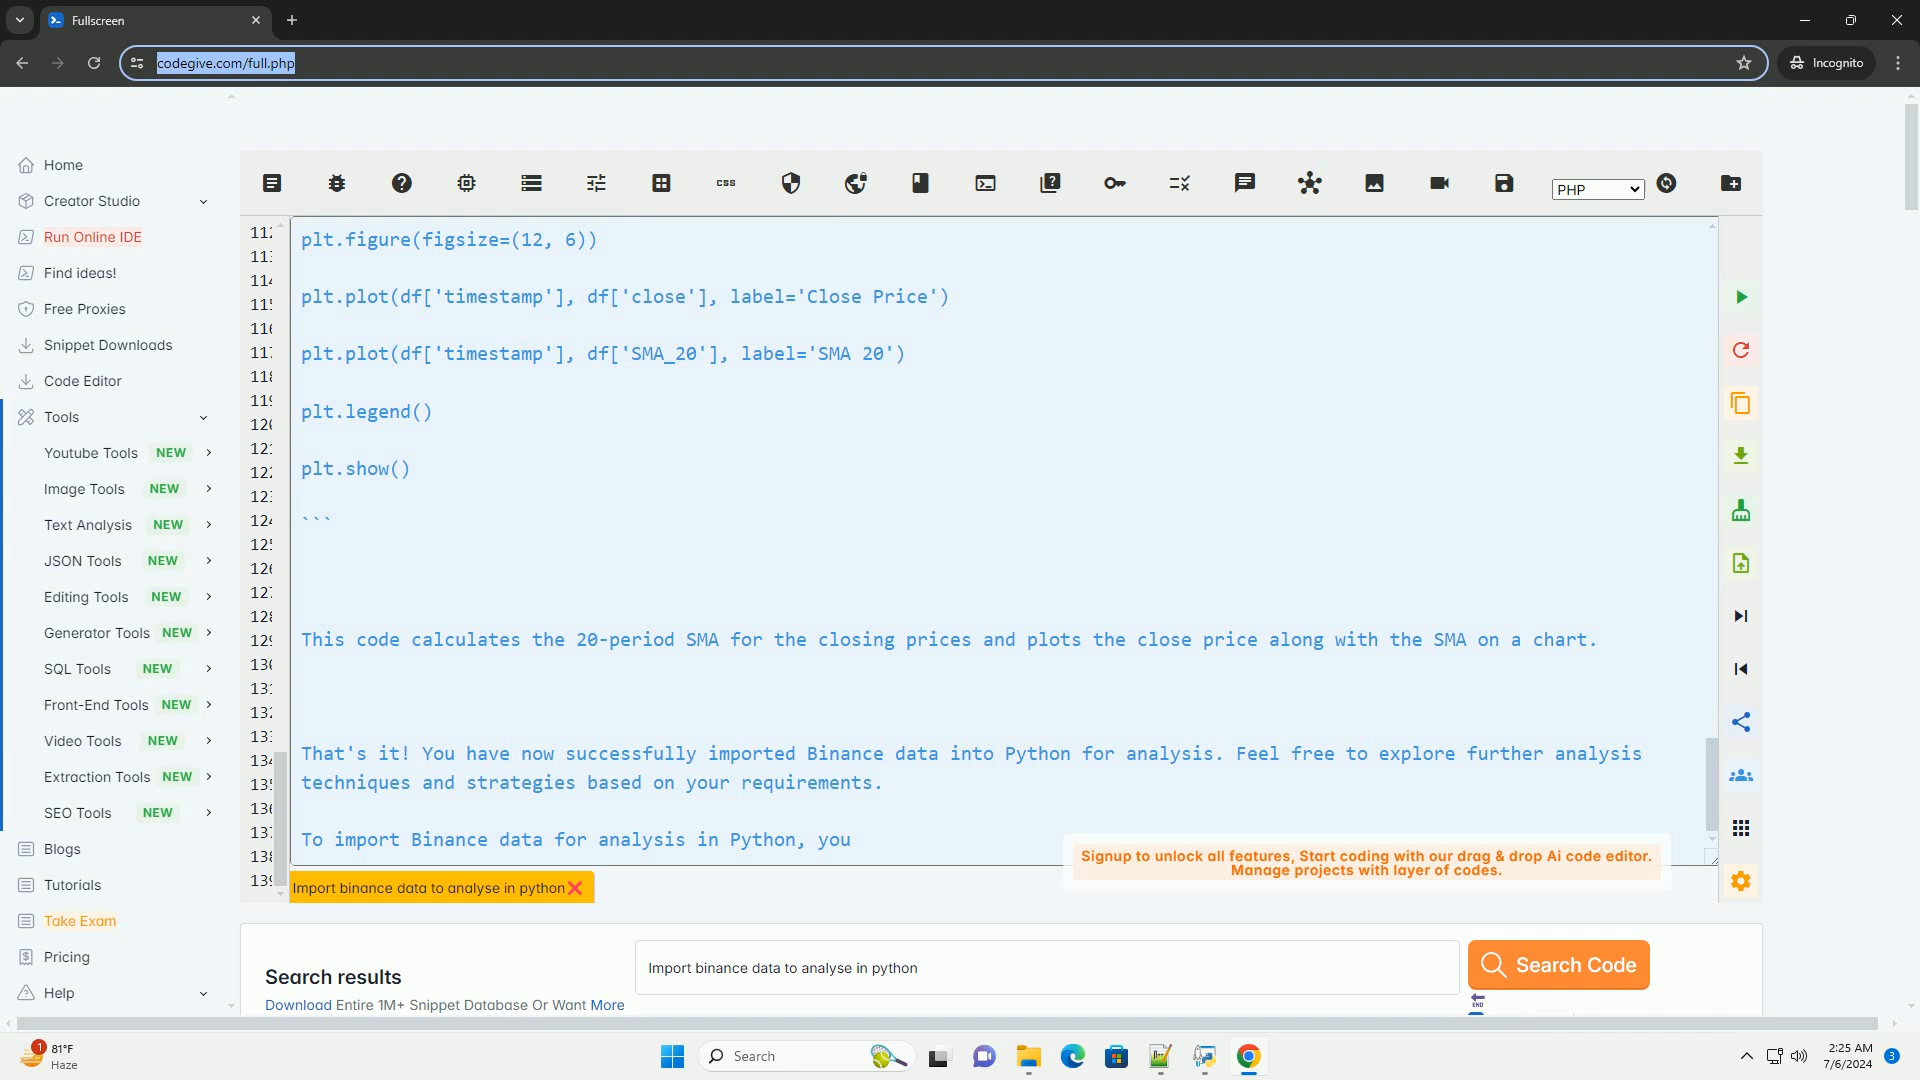 Fullscreen
codegive.com/full.php
Incognito
Home
Creator Studio
Run Online IDE
Find ideas!
Free Proxies
Snippet Downloads
Code Editor
Tools
Youtube Tools NEW
Image Tools NEW
Text Analysis NEW
JSON Tools NEW
Editing Tools NEW
Generator Tools NEW
SQL Tools NEW
Front-End Tools NEW
Video Tools NEW
Extraction Tools NEW
SEO Tools NEW
Blogs
Tutorials
Take Exam
Pricing
Help
CSS
PHP
plt.figure(figsize=(12, 6))
plt.plot(df['timestamp'], df['close'], label='Close Price')
plt.plot(df['timestamp'], df['SMA_20'], label='SMA 20')
plt.legend()
plt.show()
```
This code calculates the 20-period SMA for the closing prices and plots the close price along with the SMA on a chart.
That's it! You have now successfully imported Binance data into Python for analysis. Feel free to explore further analysis
techniques and strategies based on your requirements.
To import Binance data for analysis in Python, you
Signup to unlock all features, Start coding with our drag & drop Ai code editor.
Manage projects with layer of codes.
Import binance data to analyse in python
Search results
Import binance data to analyse in python
Search Code
Download Entire 1M+ Snippet Database Or Want More
END
1
81°F
Haze
Search
2:25 AM
7/6/2024
3